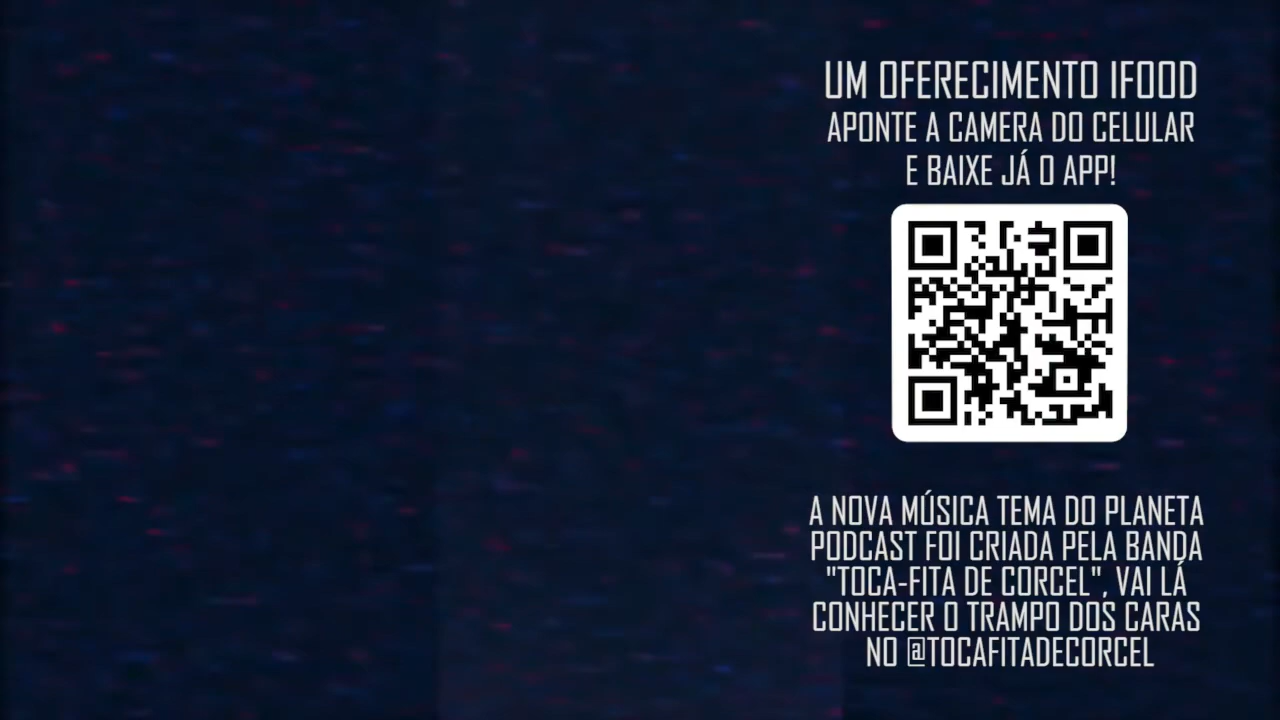 UM OFERECIMENTO IFOOD
APONTE A CAMERA DO CELULAR
E BAIXE JÁ O APP!
A NOVA MÚSICA TEMA DO PLANETA
PODCAST FOI CRIADA PELA BANDA
"TOCA-FITA DE CORCEL", VAI LÁ
CONHECER O TRAMPO DOS CARAS
NO @TOCAFITADECORCEL